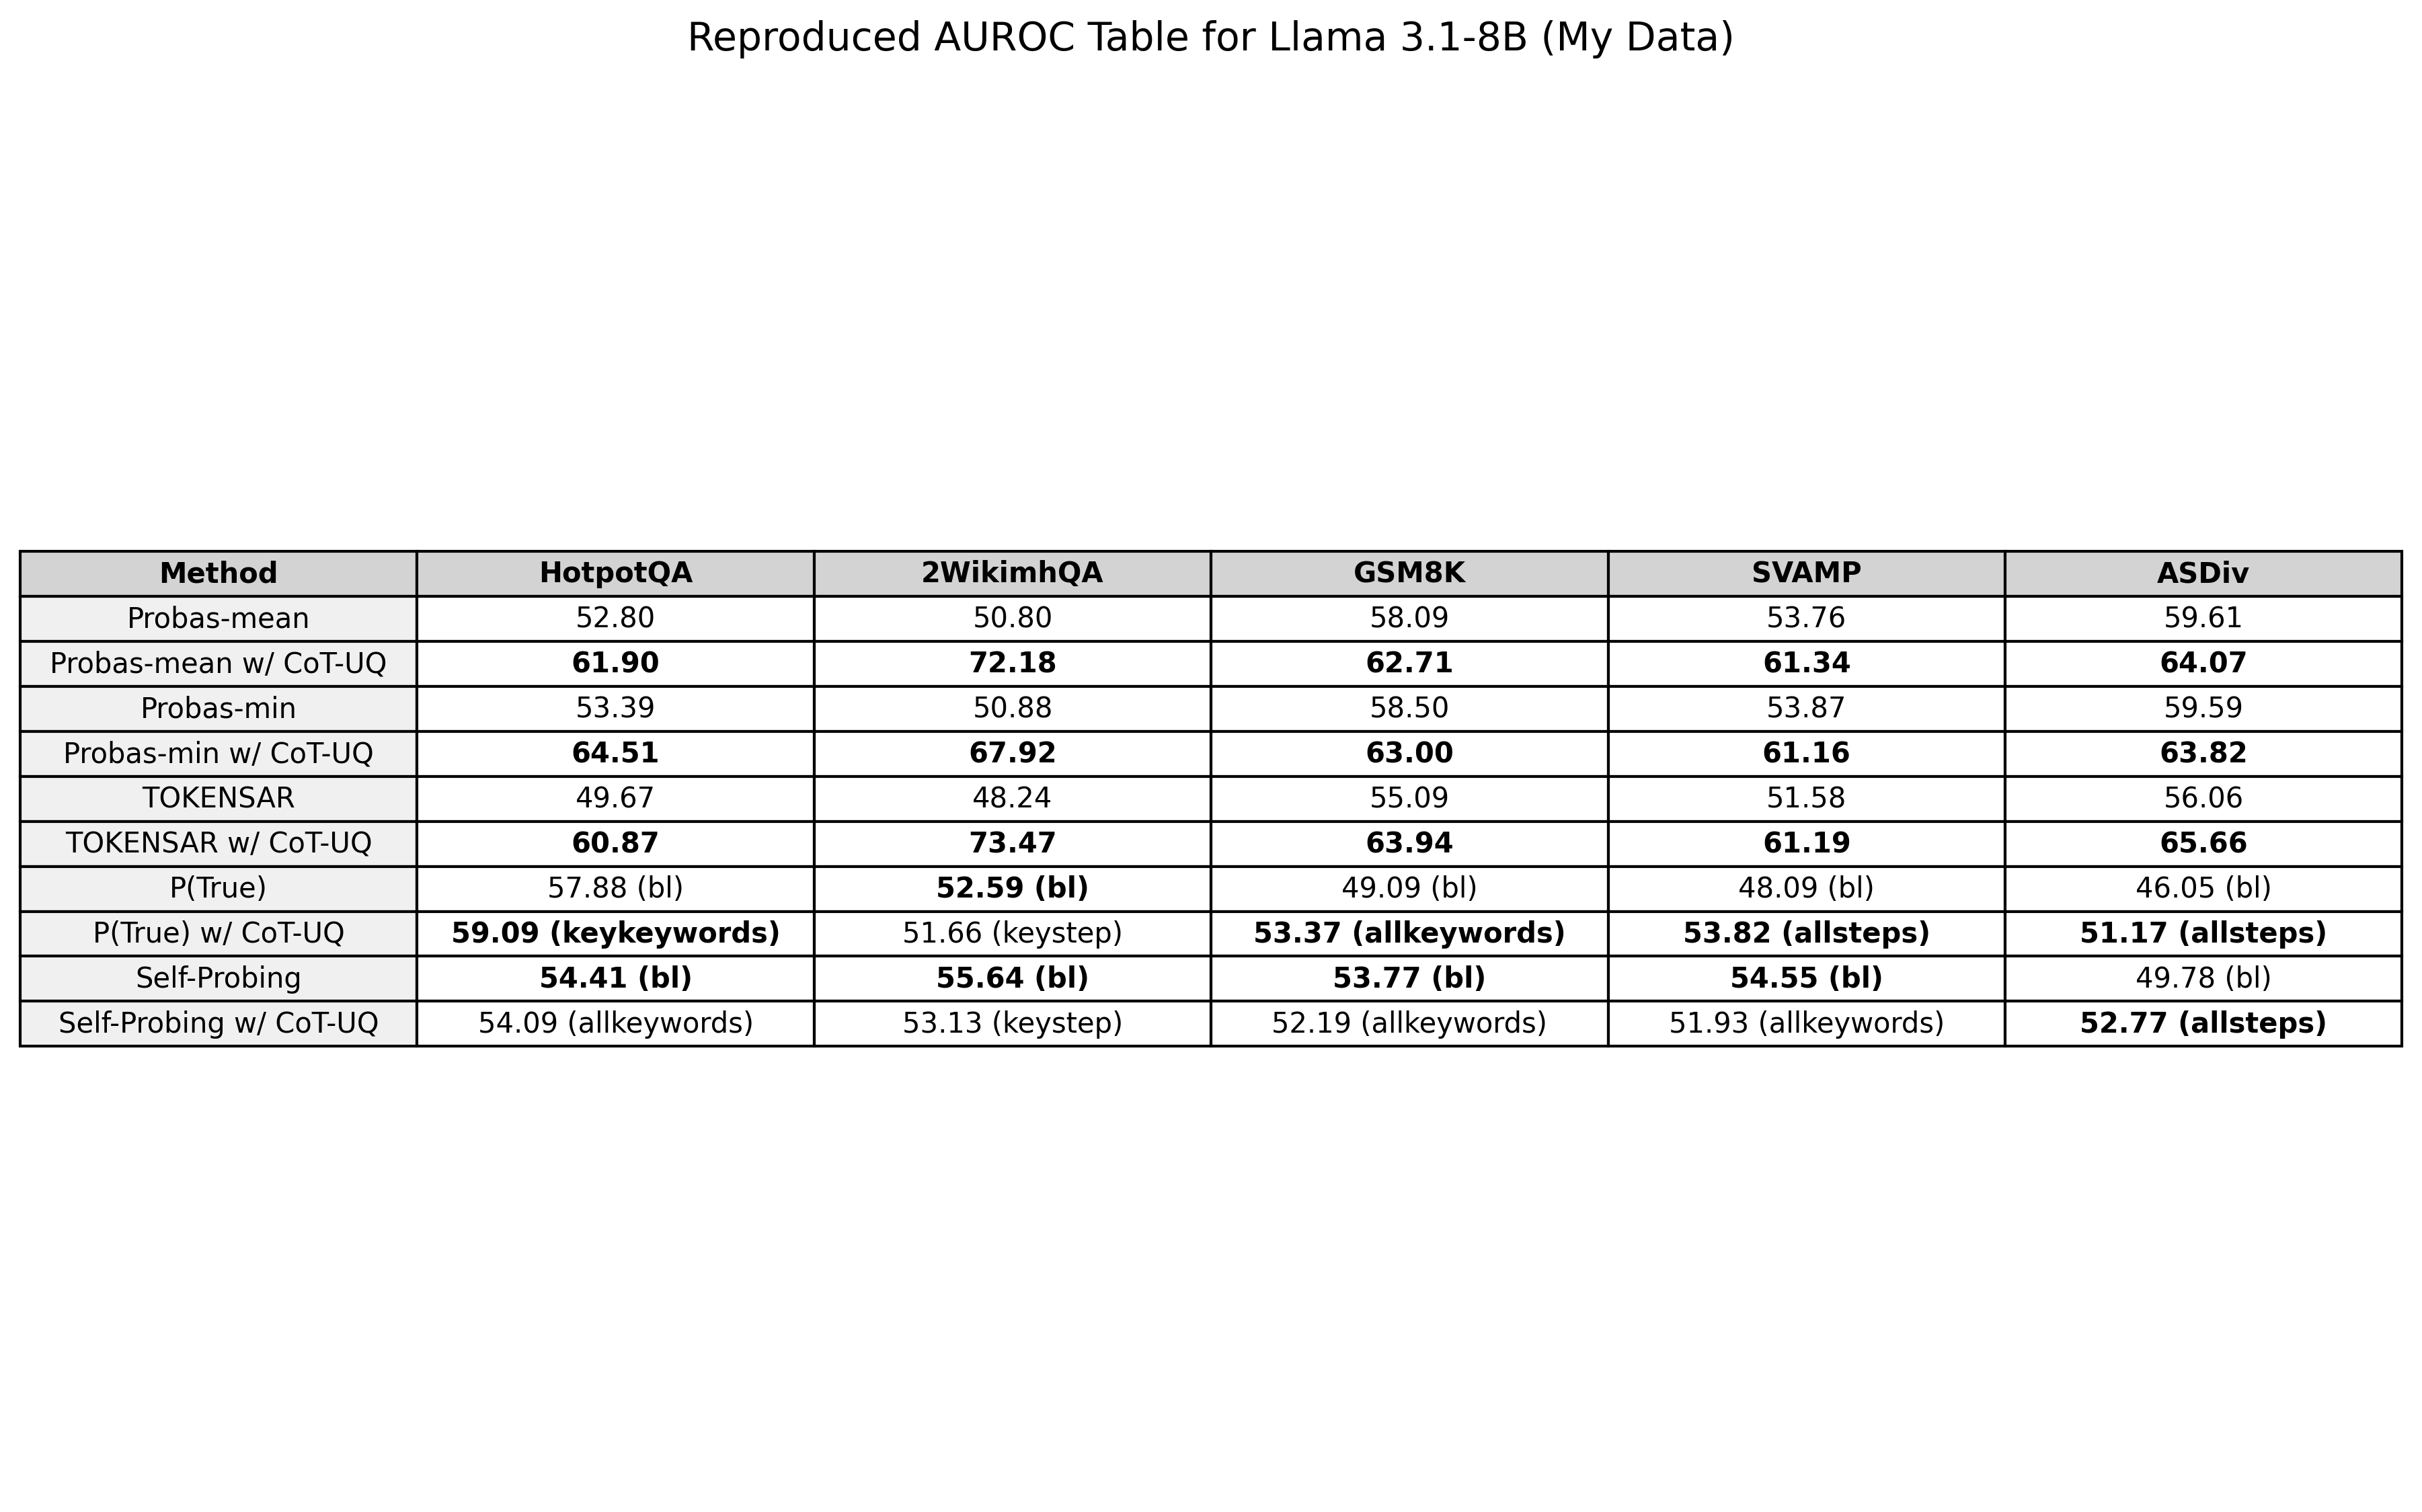 Reproduced AUROC Table for Llama 3.1-8B (My Data)
Method HotpotQA 2WikimhQA GSM8K SVAMP ASDiv
Probas-mean 52.80 50.80 58.09 53.76 59.61
Probas-mean w/ CoT-UQ 61.90 72.18 62.71 61.34 64.07
Probas-min 53.39 50.88 58.50 53.87 59.59
Probas-min w/ CoT-UQ 64.51 67.92 63.00 61.16 63.82
TOKENSAR 49.67 48.24 55.09 51.58 56.06
TOKENSAR w/ CoT-UQ 60.87 73.47 63.94 61.19 65.66
P(True) 57.88 (bl) 52.59 (bl) 49.09 (bl) 48.09 (bl) 46.05 (bl)
P(True) w/ CoT-UQ 59.09 (keykeywords) 51.66 (keystep) 53.37 (allkeywords) 53.82 (allsteps) 51.17 (allsteps)
Self-Probing 54.41 (bl) 55.64 (bl) 53.77 (bl) 54.55 (bl) 49.78 (bl)
Self-Probing w/ CoT-UQ 54.09 (allkeywords) 53.13 (keystep) 52.19 (allkeywords) 51.93 (allkeywords) 52.77 (allsteps)